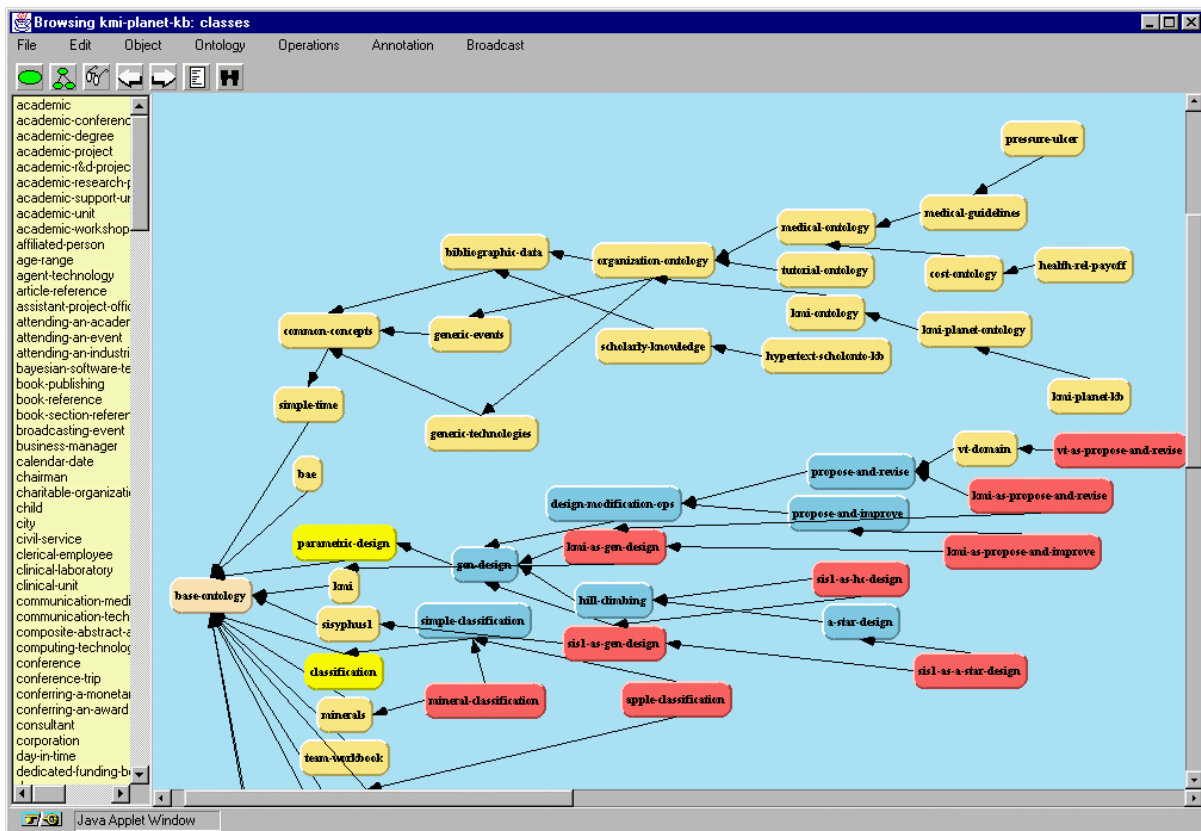 Browsing kmi-planet-kb: classes
File Edit Object Ontology Operations Annotation Broadcast
academic
academic-conferenc
academic-degree
academic-project
academic-r&d-projec
academic-research-p
academic-support-un
academic-unit
academic-workshop
affiliated-person
age-range
agent-technology
article-reference
assistant-project-offic
attending-an-academ
attending-an-event
attending-an-industri
bayesian-software-te
book-publishing
book-reference
book-section-referen
broadcasting-event
business-manager
calendar-date
chairman
charitable-organizatio
child
city
civil-service
clerical-employee
clinical-laboratory
clinical-unit
communication-medi
communication-tech
composite-abstract-a
computing-technolog
conference
conference-trip
conferring-a-monetar
conferring-an-award
consultant
corporation
day-in-time
dedicated-funding-bo
pressure-ulcer
medical-guidelines
medical-ontology
bibliographic-data
organization-ontology
tutorial-ontology
cost-ontology
health-rel-payoff
kmi-ontology
common-concepts
generic-events
kmi-planet-ontology
scholarly-knowledge
hypertext-scholonto-kb
kmi-planet-kb
simple-time
generic-technologies
vt-domain
vt-as-propose-and-revise
bae
propose-and-revise
design-modification-ops
kmi-as-propose-and-revise
propose-and-improve
parametric-design
kmi-as-gen-design
kmi-as-propose-and-improve
gen-design
kmi
sis1-as-hc-design
base-ontology
hill-climbing
simple-classification
a-star-design
sisyphus1
sis1-as-gen-design
classification
sis1-as-a-star-design
mineral-classification
apple-classification
minerals
team-workbook
Java Applet Window